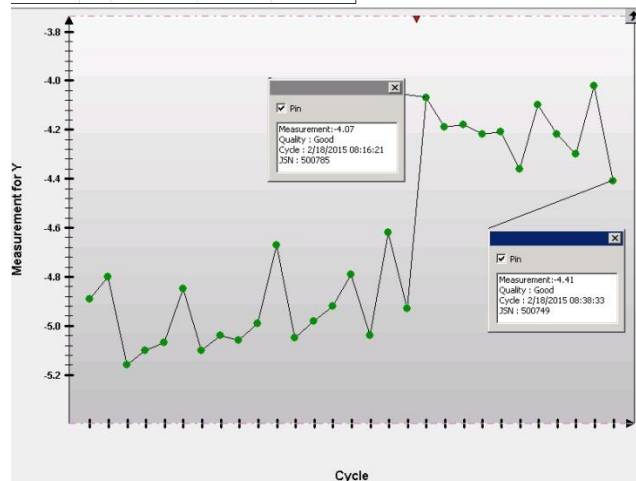 -3.8
-4.0
Pin
Measurement:-4.07
Quality : Good
Cycle : 2/18/2015 08:16:21
JSN : 500785
-4.2
-4.4
Measurement for Y
-4.6
Pin
Measurement:-4.41
Quality : Good
Cycle : 2/18/2015 08:38:33
JSN : 500749
-4.8
-5.0
-5.2
Cycle